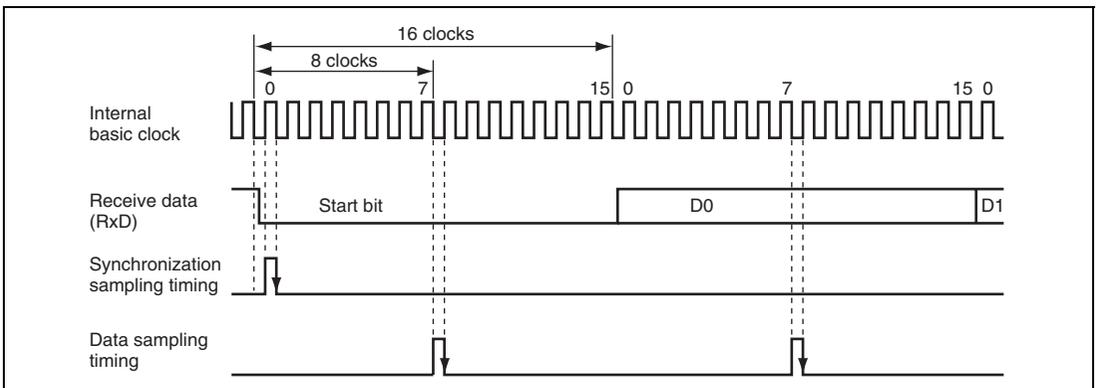 16 clocks
8 clocks
0 7 15 0 7 15 0
Internal
basic clock
Receive data
(RxD)
Start bit D0 D1
Synchronization
sampling timing
Data sampling
timing